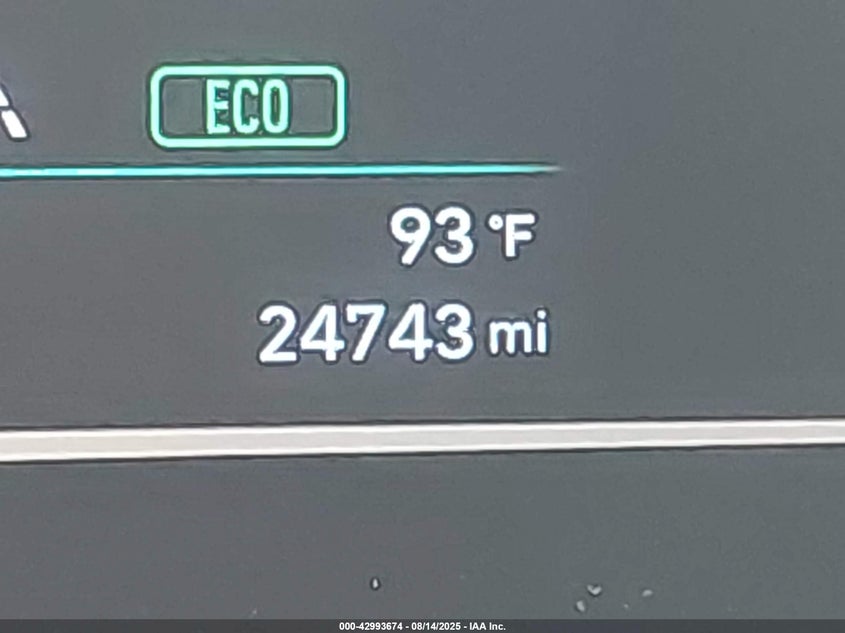 ECO
93 °F
24743 mi
000-42993674 - 08/14/2025 - IAA Inc.